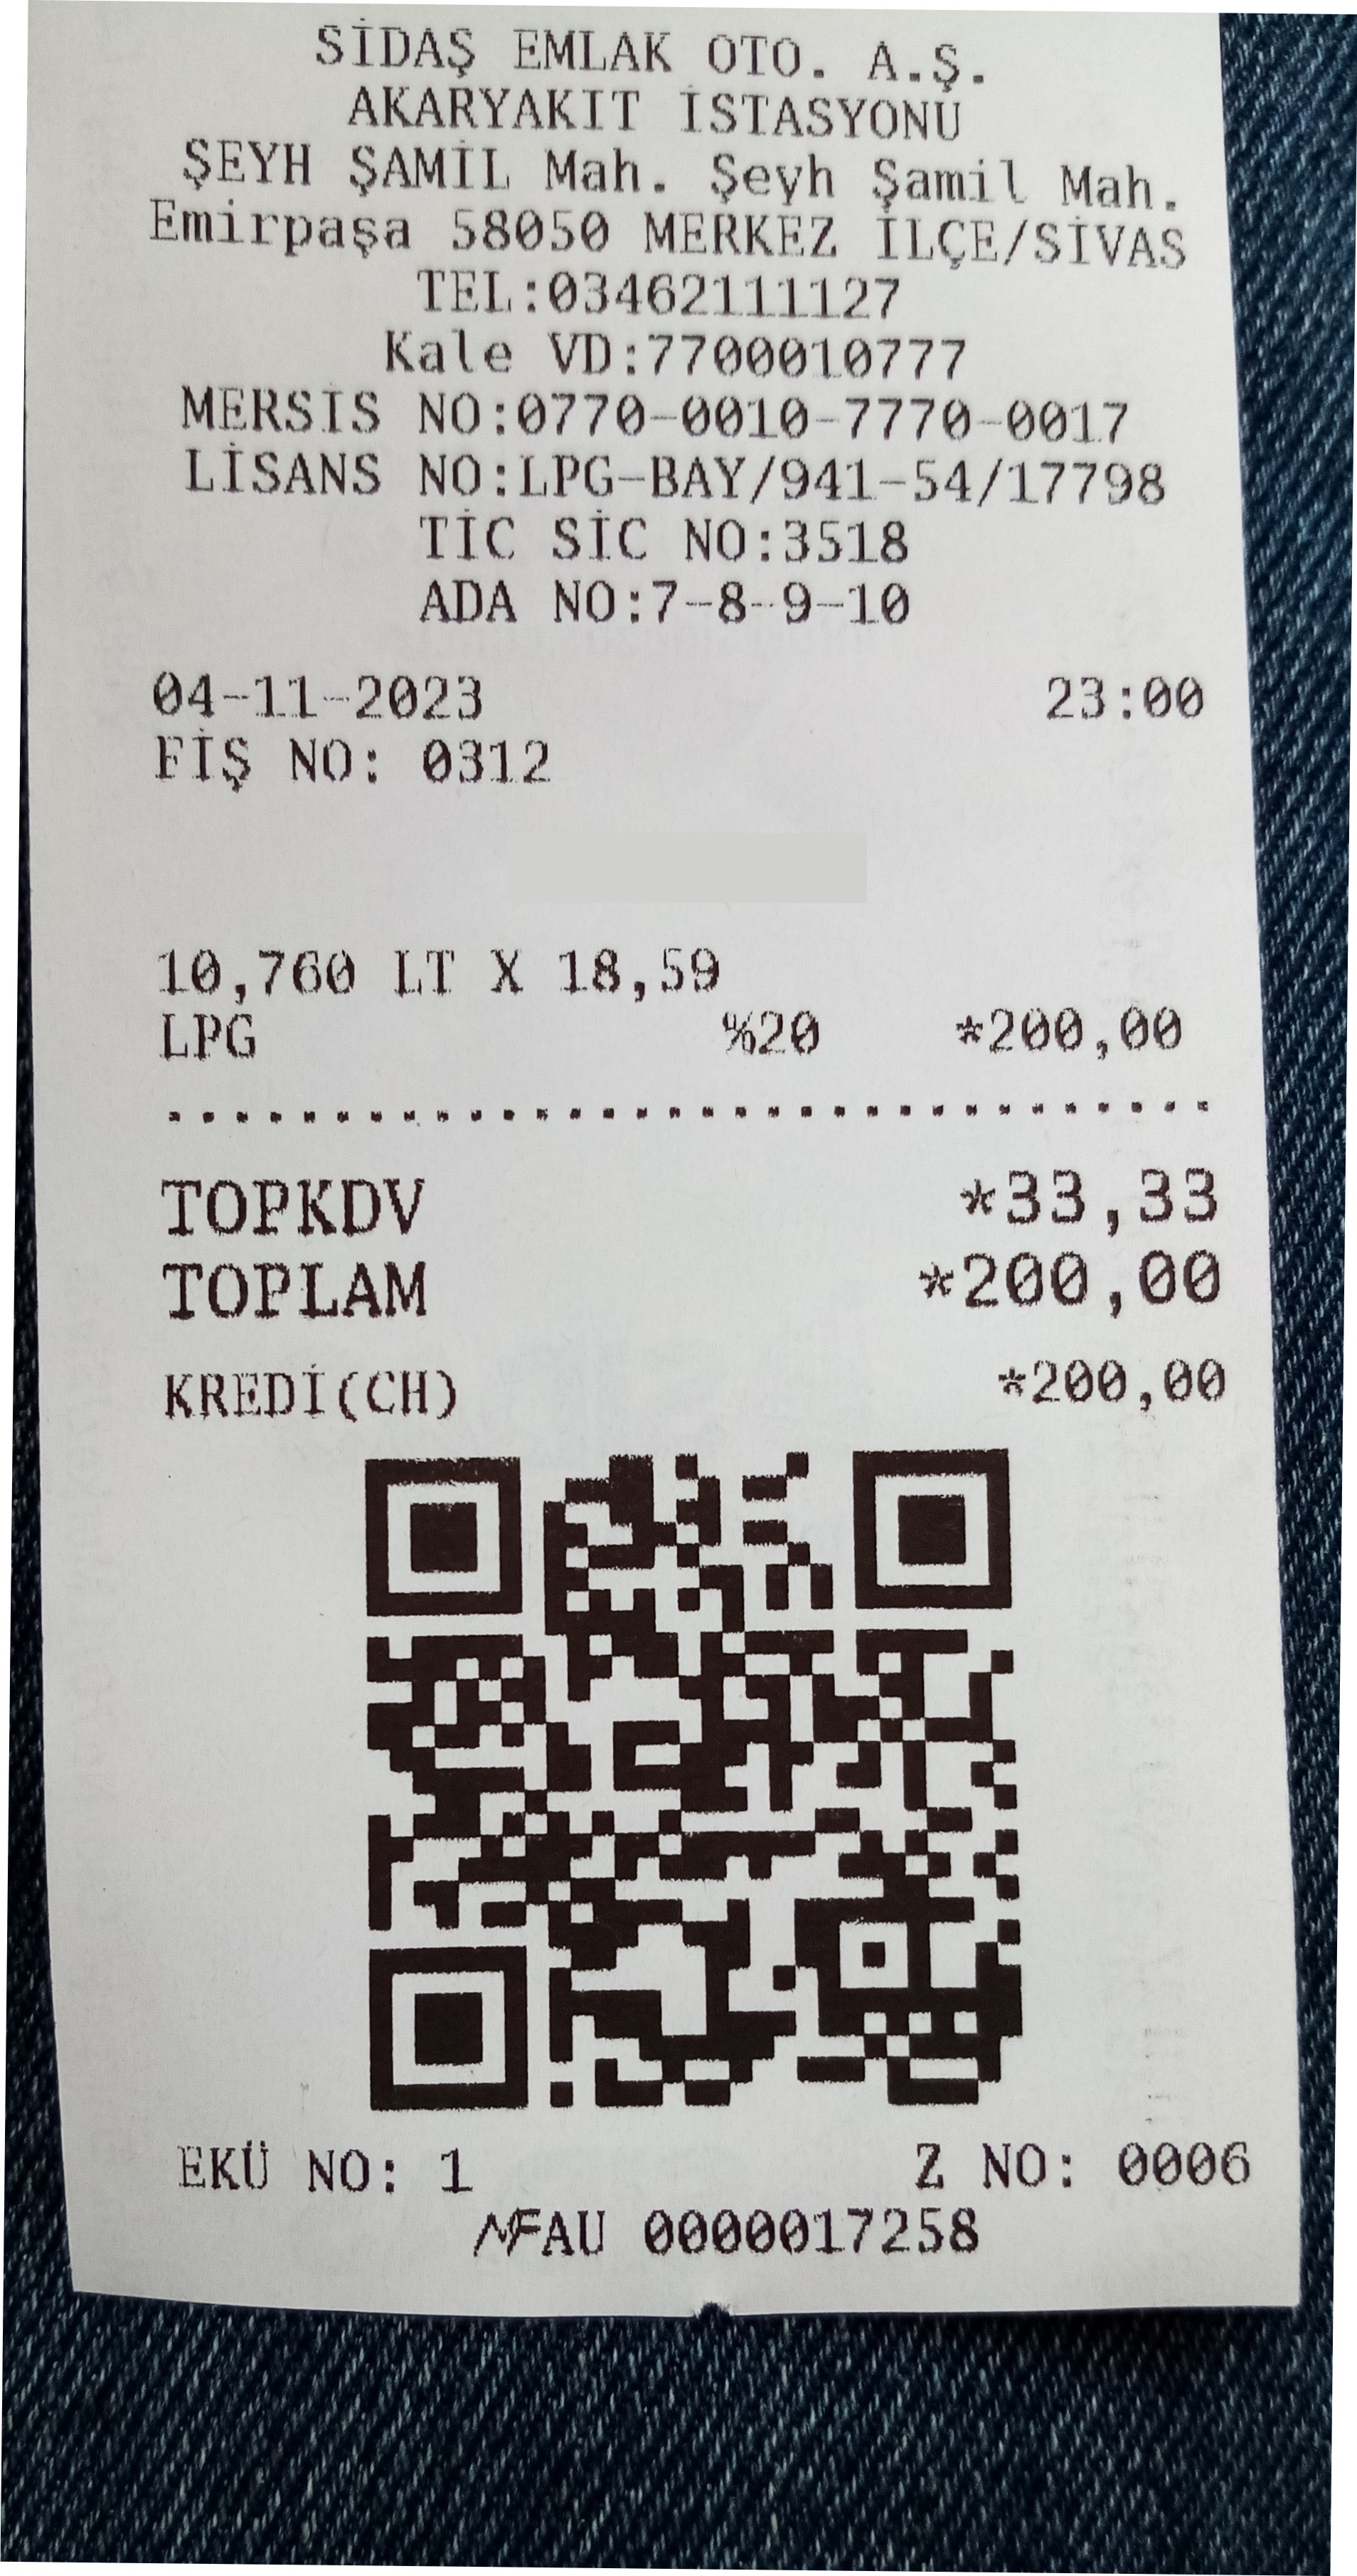 SİDAŞ EMLAK OTO. A.Ş.
AKARYAKIT İSTASYONU
ŞEYH ŞAMİL Mah. Şeyh Şamil Mah.
Emirpaşa 58050 MERKEZ İLÇE/SİVAS
TEL:03462111127
Kale VD:7700010777
MERSİS NO:0770-0010-7770-0017
LİSANS NO:LPG-BAY/941-54/17798
TİC SİC NO:3518
ADA NO:7-8-9-10
04-11-2023 23:00
FİŞ NO: 0312
10,760 LT X 18,59
LPG %20 *200,00
TOPKDV *33,33
TOPLAM *200,00
KREDİ(CH) *200,00
EKÜ NO: 1 Z NO: 0006
MF AU 0000017258